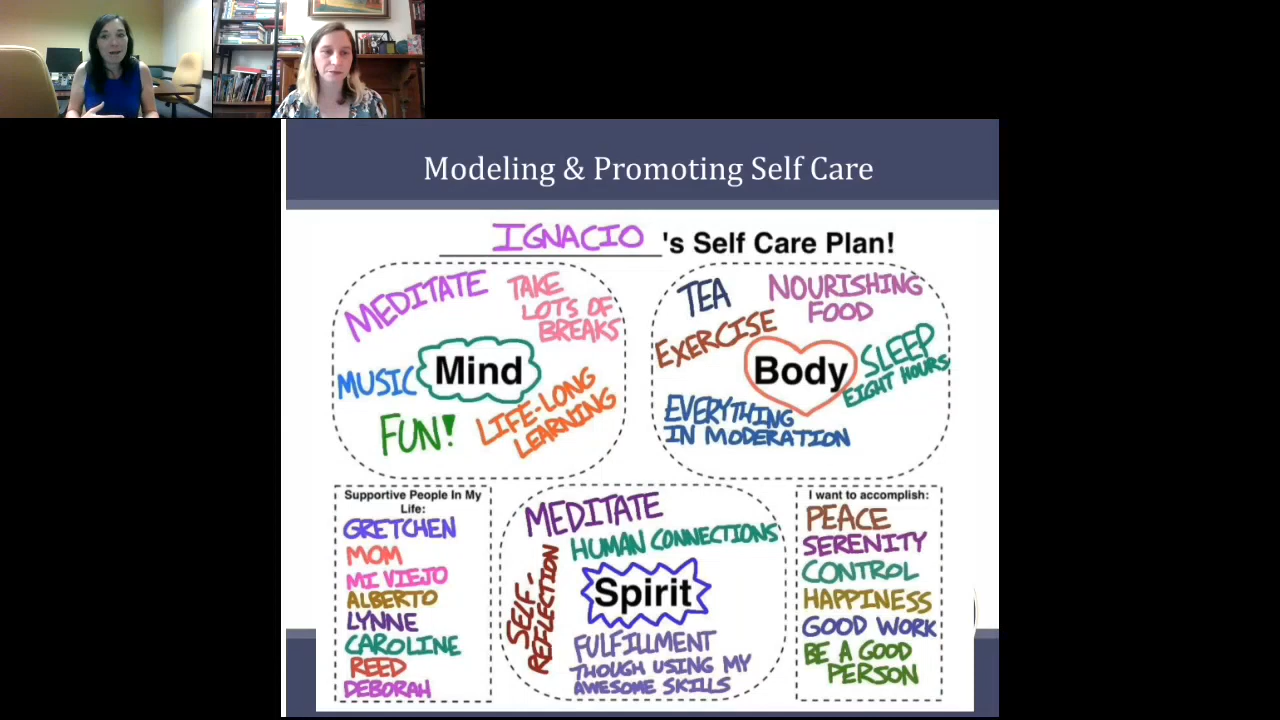 Modeling & Promoting Self Care
IGNACIO 's Self Care Plan!
MEDITATE
TAKE
LOTS OF
BREAKS
MUSIC
Mind
FUN!
LIFE-LONG
LEARNING
TEA
NOURISHING
FOOD
EXERCISE
Body
SLEEP
EIGHT HOURS
EVERYTHING
IN MODERATION
Supportive People In My
Life:
GRETCHEN
MOM
MI VIEJO
ALBERTO
LYNNE
CAROLINE
REED
DEBORAH
MEDITATE
HUMAN CONNECTIONS
SELF-
REFLECTION
Spirit
FULFILLMENT
THOUGH USING MY
AWESOME SKILLS
I want to accomplish:
PEACE
SERENITY
CONTROL
HAPPINESS
GOOD WORK
BE A GOOD
PERSON